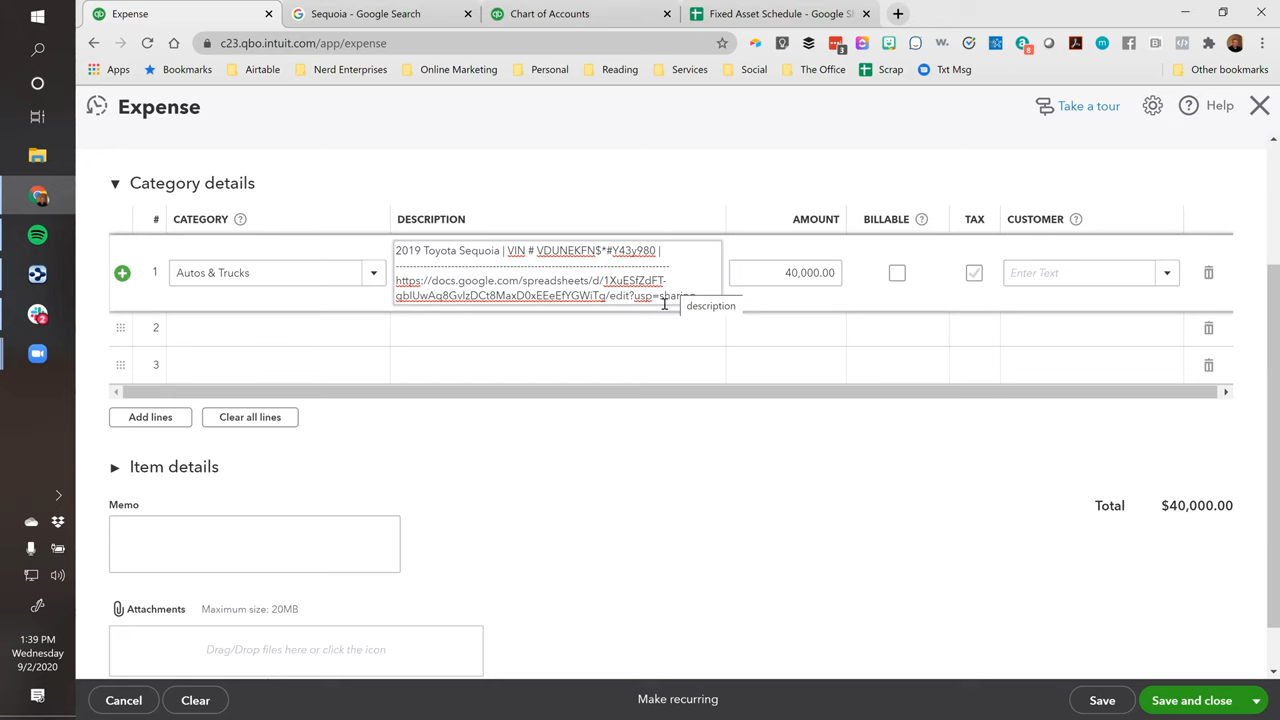 Expense
Sequoia - Google Search
Chart of Accounts
Fixed Asset Schedule - Google Sh
c23.qbo.intuit.com/app/expense
Apps
Bookmarks
Airtable
Nerd Enterprises
Online Marketing
Personal
Reading
Services
Social
The Office
Scrap
Txt Msg
Other bookmarks
Expense
Take a tour
Help
Category details
# CATEGORY DESCRIPTION AMOUNT BILLABLE TAX CUSTOMER
1 Autos & Trucks
2019 Toyota Sequoia | VIN # VDUNEKFN$*#Y43y980 |
--------------------------------------------------------------------
https://docs.google.com/spreadsheets/d/1XuESfZdFT-
/edit?usp=sharing
40,000.00
Enter Text
description
2
3
Add lines
Clear all lines
Item details
Memo
Total $40,000.00
Attachments Maximum size: 20MB
Drag/Drop files here or click the icon
1:39 PM
Wednesday
9/2/2020
Cancel
Clear
Make recurring
Save
Save and close